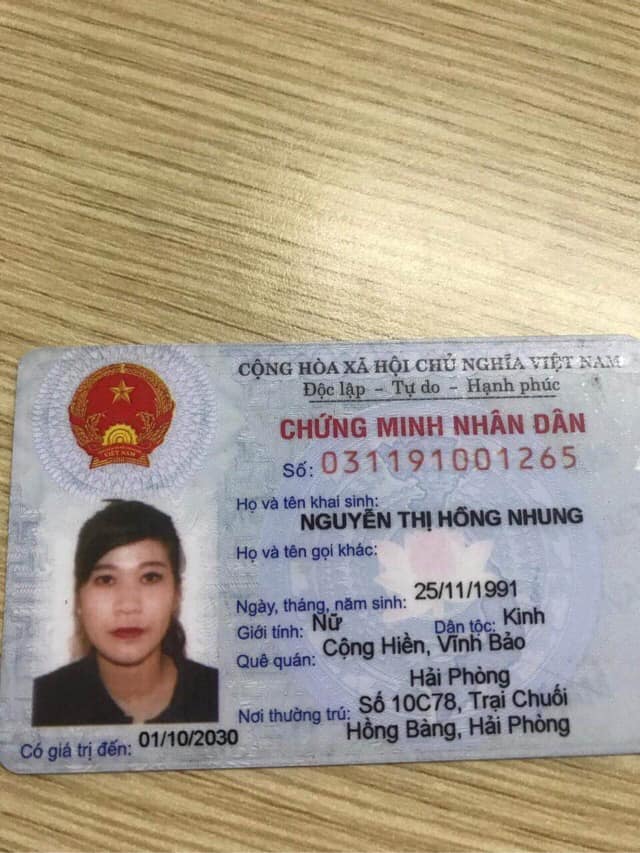 CỘNG HÒA XÃ HỘI CHỦ NGHĨA VIỆT NAM
Độc lập - Tự do - Hạnh phúc
CHỨNG MINH NHÂN DÂN
Số: 031191001265
Họ và tên khai sinh:
NGUYỄN THỊ HỒNG NHUNG
Họ và tên gọi khác:
Ngày, tháng, năm sinh: 25/11/1991
Giới tính: Nữ Dân tộc: Kinh
Quê quán: Cộng Hiền, Vĩnh Bảo
Hải Phòng
Nơi thường trú: Số 10C78, Trại Chuối
Hồng Bàng, Hải Phòng
Có giá trị đến: 01/10/2030
VIỆT NAM